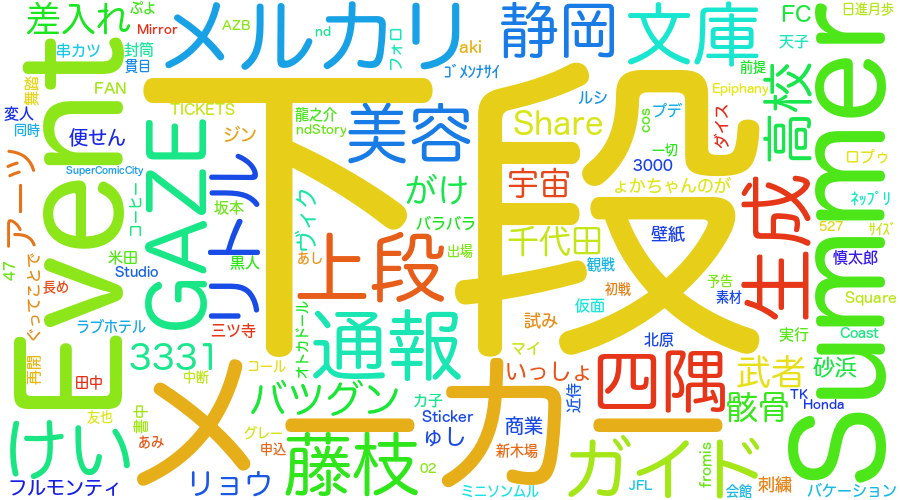 差入れ
ぷよ
Mirror
AZB
nd
メルカリ
フォロ
aki
静岡
文庫
FC
天子
日進月歩
串カツ
封筒
貫目
ｺﾞﾒﾝﾅｻｲ
前提
高校
Summer
Event
舞踏
FAN
変人
同時
便せん
TICKETS
GAZE
ジン
龍之介
ndStory
美容
Share
ルシ
プデ
cos
Epiphany
ダイス
一切
3000
ロブゥ
SuperComicCity
アーツ
コーヒー
リトル
坂本
ヴィク
がけ
バラバラ
宇宙
ょかちゃんのが
ﾈｯﾌﾟﾘ
下段
米田
Studio
黒人
あし
上段
出場
千代田
壁紙
生成
527
ｻｲｽﾞ
慎太郎
47
長め
ぐってことで
ラブホテル
三ツ寺
オトカドール
観戦
初戦
仮面
予告
素材
Square
再開
田中
3331
通報
試み
マイ
北原
実行
Coast
中断
コール
メーカー
いっしょ
四隅
武者
砂浜
友也
書中
バツグン
カ子
Sticker
近侍
商業
骸骨
TK
Honda
けい
あみ
グレー
申込
藤枝
ゆし
新木場
02
ガイド
fromis
フルモンティ
リョウ
ミニソンムル
JFL
会館
刺繍
バケーション